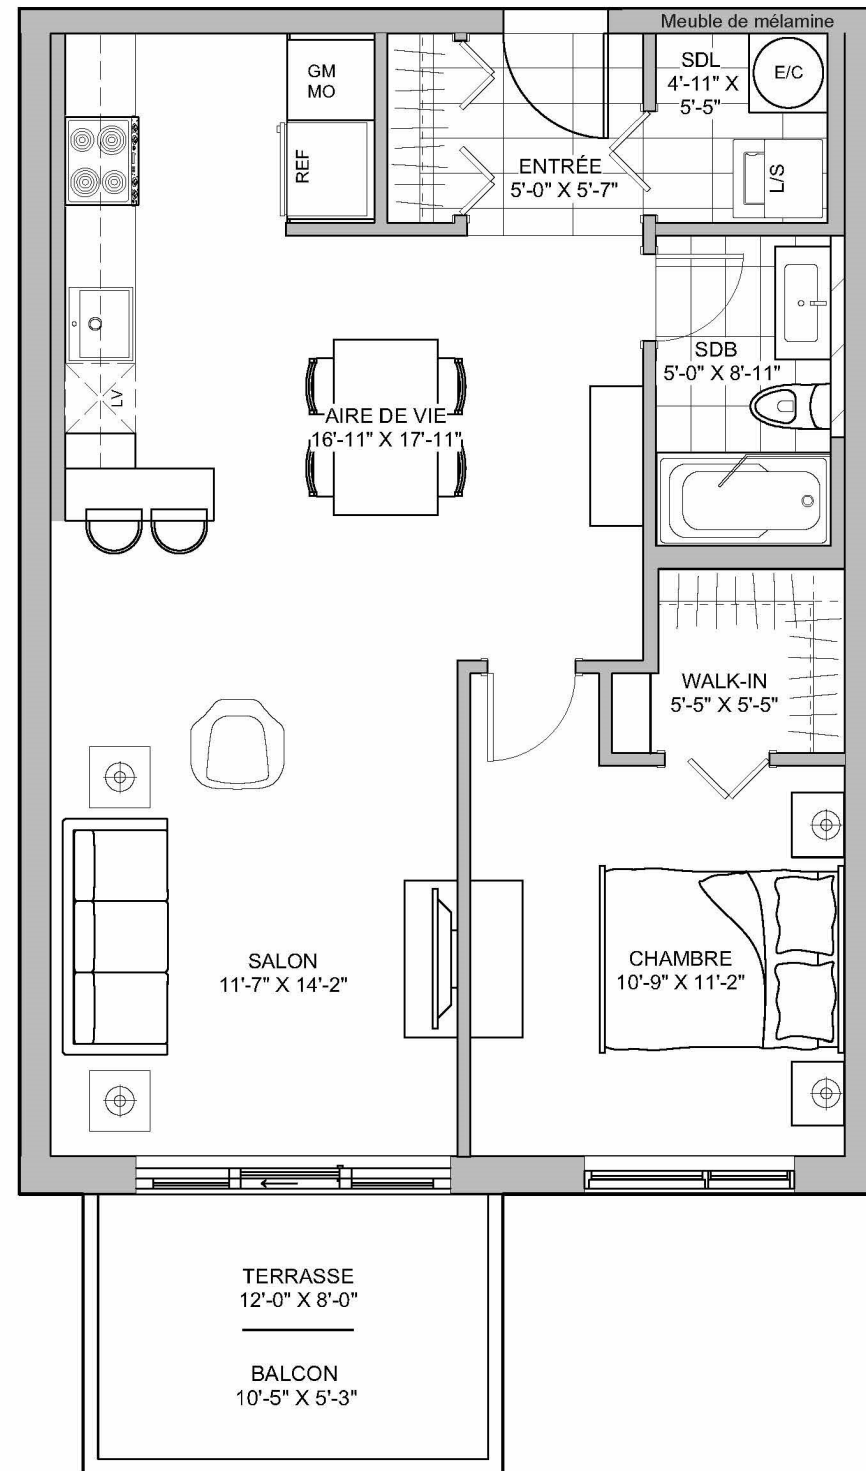 Meuble de mélamine
GM
MO
SDL
4'-11" X
5'-5"
E/C
REF
ENTRÉE
5'-0" X 5'-7"
L/S
SDB
5'-0" X 8'-11"
LV
AIRE DE VIE
16'-11" X 17'-11"
WALK-IN
5'-5" X 5'-5"
SALON
11'-7" X 14'-2"
CHAMBRE
10'-9" X 11'-2"
TERRASSE
12'-0" X 8'-0"
BALCON
10'-5" X 5'-3"